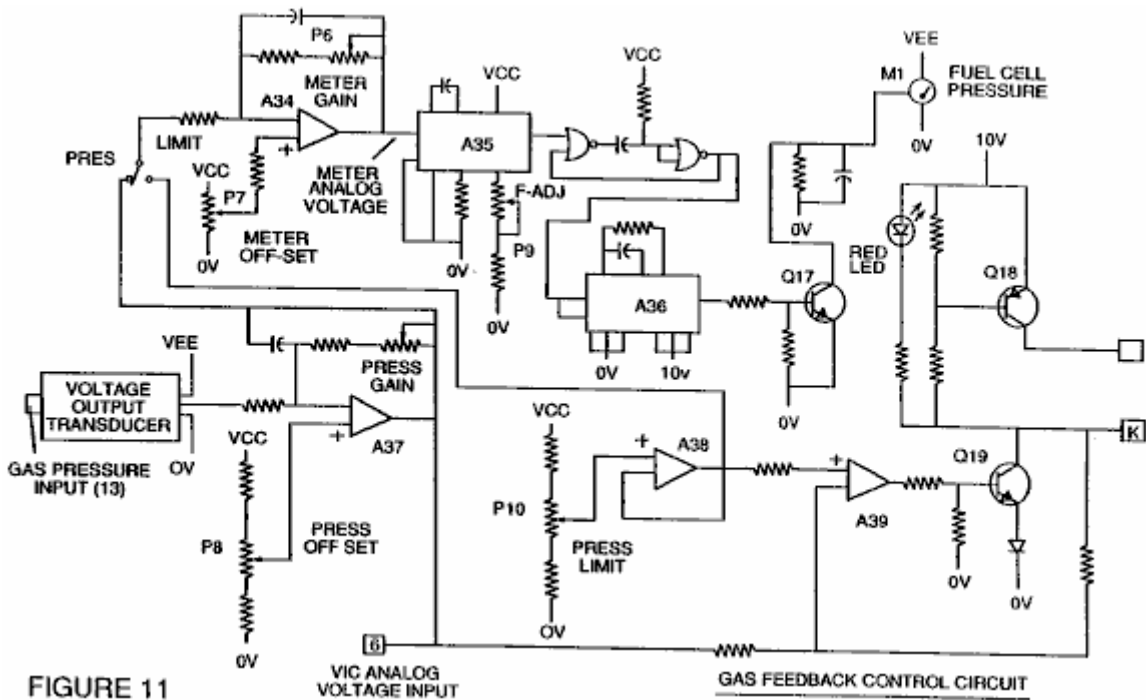 P6
METER
GAIN
A34
LIMIT
PRES
VCC
P7
+
0V
METER
OFF-SET
METER
ANALOG
VOLTAGE
VCC
A35
0V
F-ADJ
P9
0V
VCC
A36
0V
10v
VEE
M1
FUEL CELL
PRESSURE
0V
0V
Q17
0V
10V
RED
LED
Q18
VEE
VOLTAGE
OUTPUT
TRANSDUCER
GAS PRESSURE
INPUT (13)
OV
PRESS
GAIN
+
A37
VCC
P8
PRESS
OFF SET
0V
VCC
P10
PRESS
LIMIT
OV
+
A38
+
A39
Q19
0V
0V
K
6
VIC ANALOG
VOLTAGE INPUT
GAS FEEDBACK CONTROL CIRCUIT
FIGURE 11